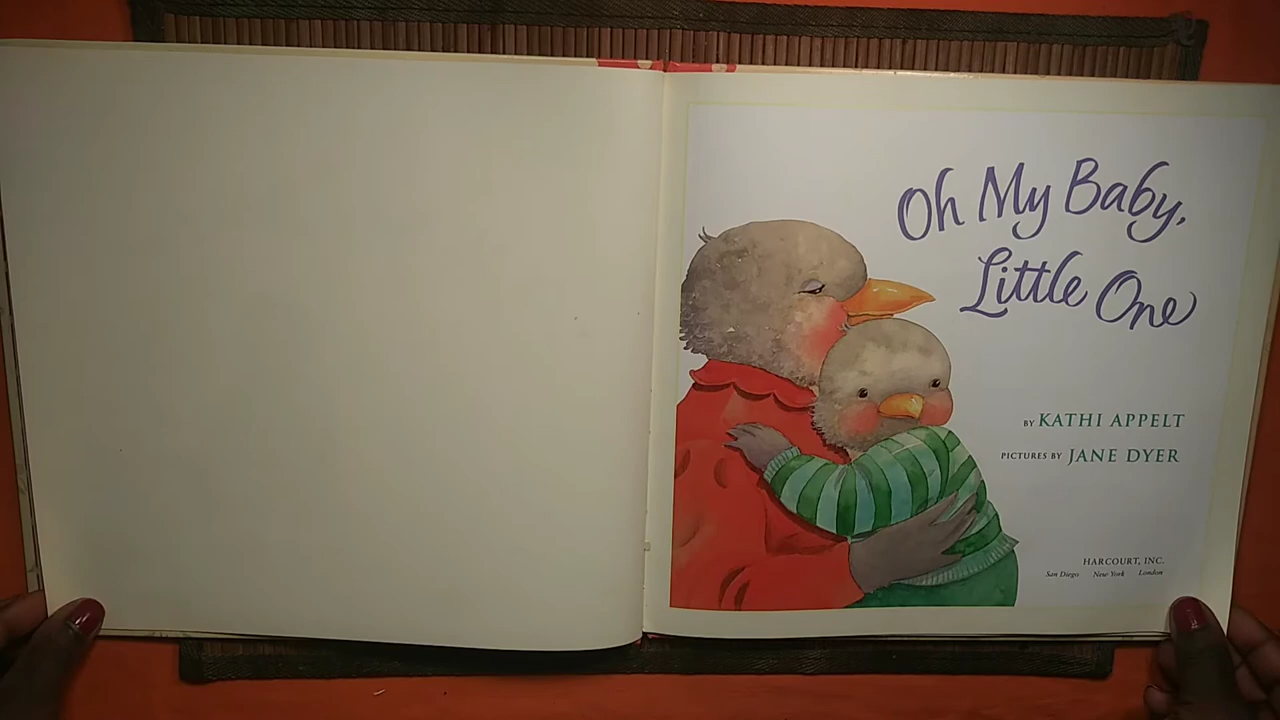 Oh My Baby,
Little One
BY KATHI APPELT
PICTURES BY JANE DYER
HARCOURT, INC.
San Diego New York London